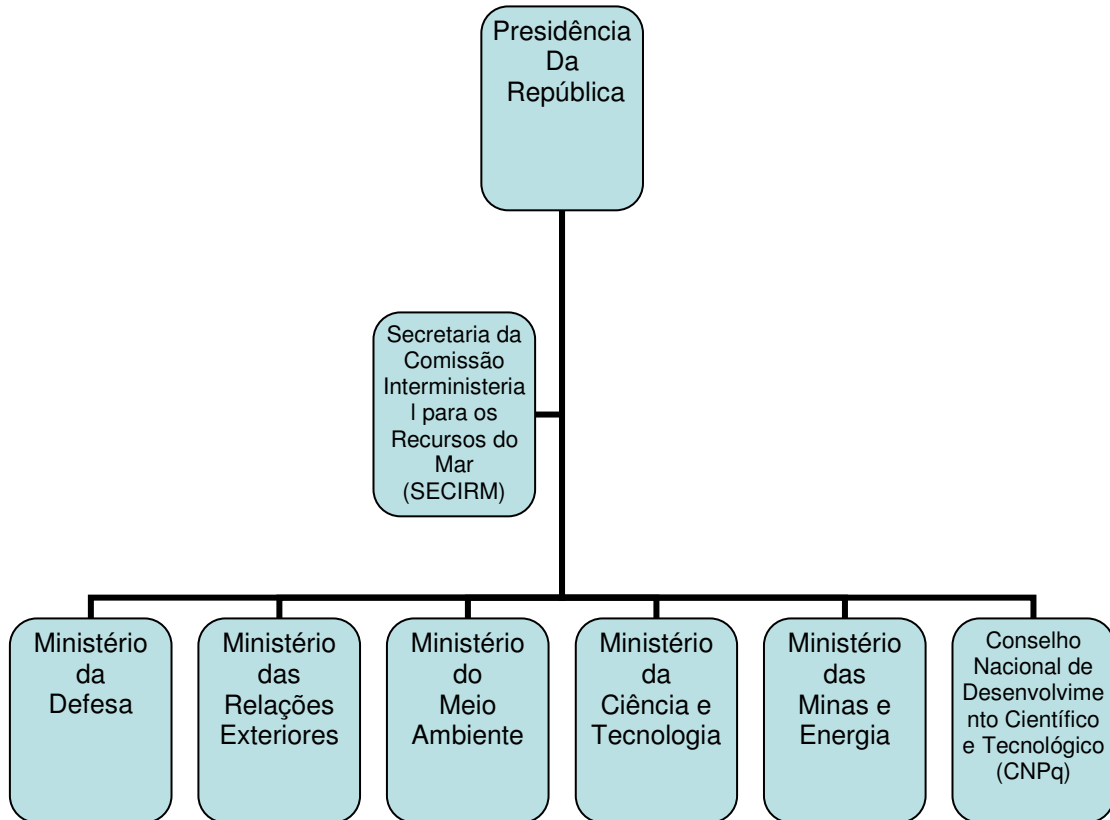 Presidência
Da
República
Secretaria da
Comissão
Interministeria
l para os
Recursos do
Mar
(SECIRM)
Ministério
da
Defesa
Ministério
das
Relações
Exteriores
Ministério
do
Meio
Ambiente
Ministério
da
Ciência e
Tecnologia
Ministério
das
Minas e
Energia
Conselho
Nacional de
Desenvolvime
nto Científico
e Tecnológico
(CNPq)